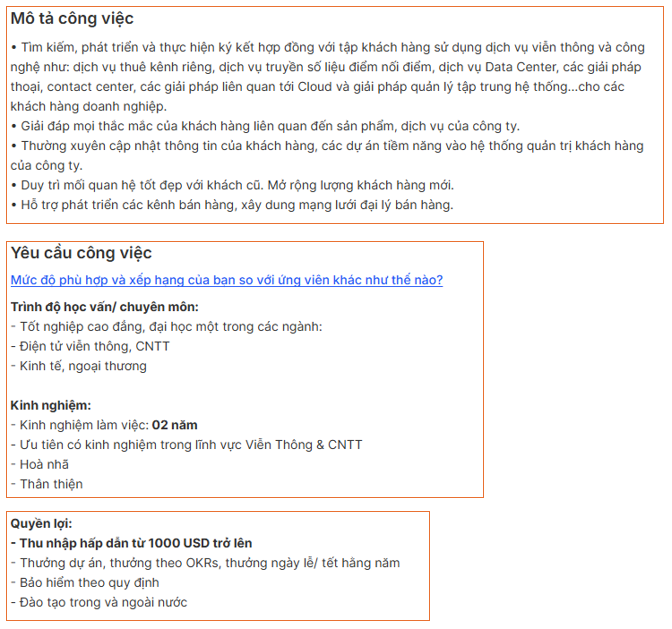 Mô tả công việc
• Tìm kiếm, phát triển và thực hiện ký kết hợp đồng với tập khách hàng sử dụng dịch vụ viễn thông và công
nghệ như: dịch vụ thuê kênh riêng, dịch vụ truyền số liệu điểm nối điểm, dịch vụ Data Center, các giải pháp
thoại, contact center, các giải pháp liên quan tới Cloud và giải pháp quản lý tập trung hệ thống...cho các
khách hàng doanh nghiệp.
• Giải đáp mọi thắc mắc của khách hàng liên quan đến sản phẩm, dịch vụ của công ty.
• Thường xuyên cập nhật thông tin của khách hàng, các dự án tiềm năng vào hệ thống quản trị khách hàng
của công ty.
• Duy trì mối quan hệ tốt đẹp với khách cũ. Mở rộng lượng khách hàng mới.
• Hỗ trợ phát triển các kênh bán hàng, xây dung mạng lưới đại lý bán hàng.
Yêu cầu công việc
Mức độ phù hợp và xếp hạng của bạn so với ứng viên khác như thế nào?
Trình độ học vấn/ chuyên môn:
- Tốt nghiệp cao đẳng, đại học một trong các ngành:
- Điện tử viễn thông, CNTT
- Kinh tế, ngoại thương
Kinh nghiệm:
- Kinh nghiệm làm việc: 02 năm
- Ưu tiên có kinh nghiệm trong lĩnh vực Viễn Thông & CNTT
- Hoà nhã
- Thân thiện
Quyền lợi:
- Thu nhập hấp dẫn từ 1000 USD trở lên
- Thưởng dự án, thưởng theo OKRs, thưởng ngày lễ/ tết hằng năm
- Bảo hiểm theo quy định
- Đào tạo trong và ngoài nước